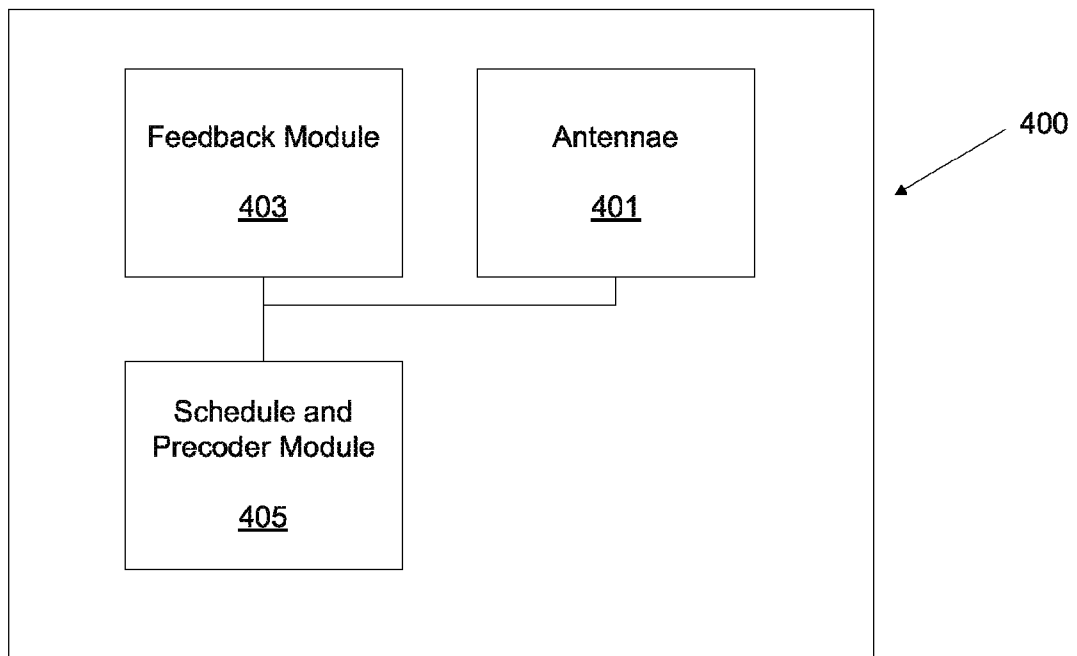 Feedback Module
403
Antennae
401
400
Schedule and
Precoder Module
405